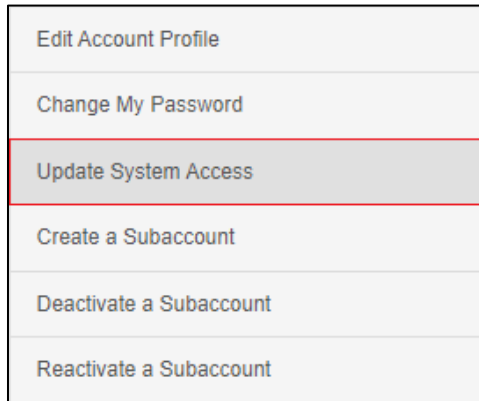 Edit Account Profile
Change My Password
Update System Access
Create a Subaccount
Deactivate a Subaccount
Reactivate a Subaccount